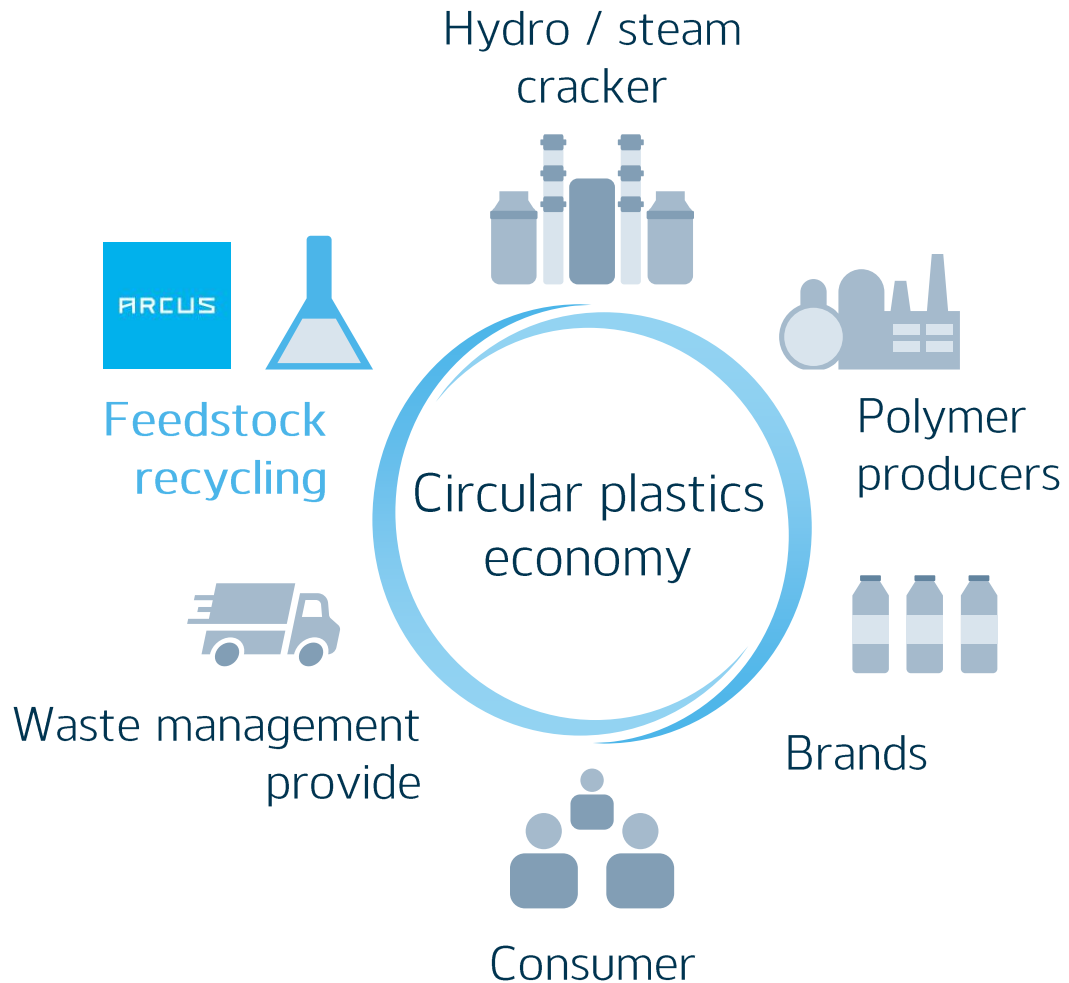 Hydro / steam
cracker
ARCUS
Feedstock
recycling
Polymer
producers
Circular plastics
economy
Waste management
provide
Brands
Consumer